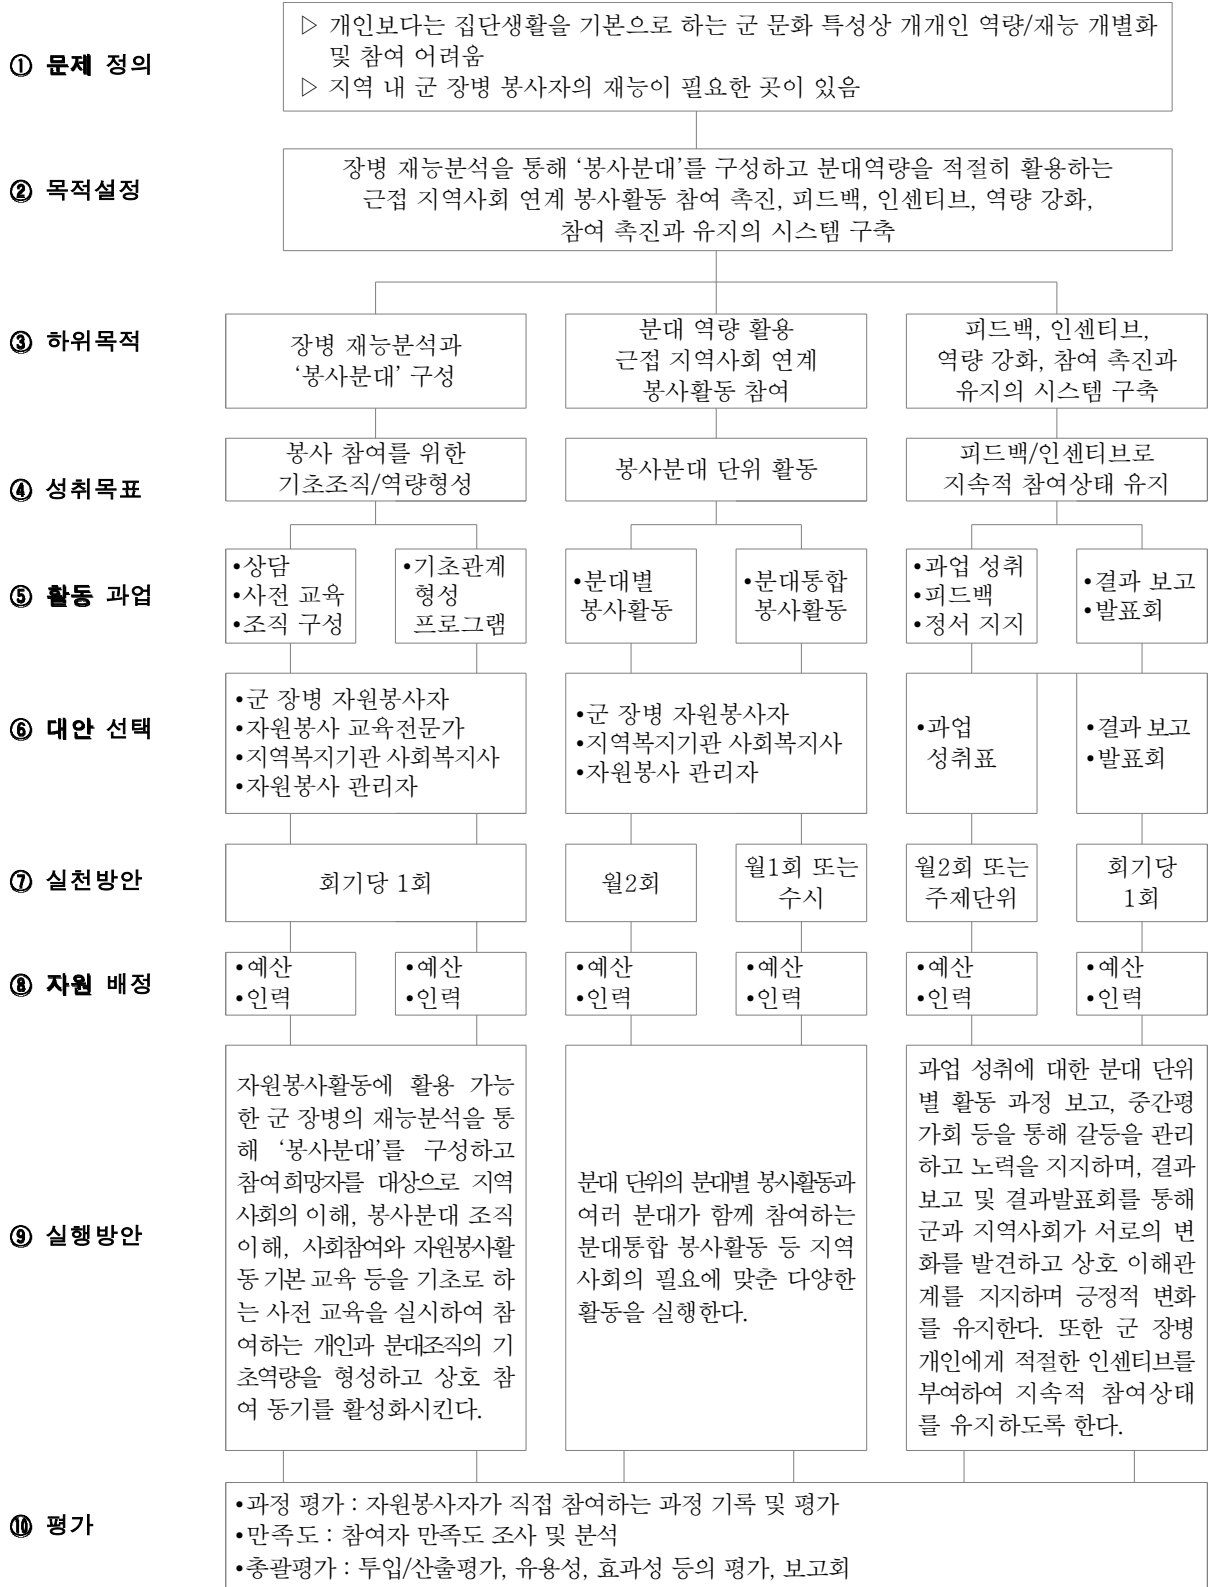 ① 문제 정의
▷ 개인보다는 집단생활을 기본으로 하는 군 문화 특성상 개개인 역량/재능 개별화
및 참여 어려움
▷ 지역 내 군 장병 봉사자의 재능이 필요한 곳이 있음
② 목적설정
장병 재능분석을 통해 ‘봉사분대’를 구성하고 분대역량을 적절히 활용하는
근접 지역사회 연계 봉사활동 참여 촉진, 피드백, 인센티브, 역량 강화,
참여 촉진과 유지의 시스템 구축
③ 하위목적
장병 재능분석과
‘봉사분대’ 구성
분대 역량 활용
근접 지역사회 연계
봉사활동 참여
피드백, 인센티브,
역량 강화, 참여 촉진과
유지의 시스템 구축
④ 성취목표
봉사 참여를 위한
기초조직/역량형성
봉사분대 단위 활동
피드백/인센티브로
지속적 참여상태 유지
⑤ 활동 과업
•상담
•사전 교육
•조직 구성
•기초관계
형성
프로그램
•분대별
봉사활동
•분대통합
봉사활동
•과업 성취
•피드백
•정서 지지
•결과 보고
•발표회
⑥ 대안 선택
•군 장병 자원봉사자
•자원봉사 교육전문가
•지역복지기관 사회복지사
•자원봉사 관리자
•군 장병 자원봉사자
•지역복지기관 사회복지사
•자원봉사 관리자
•과업
성취표
•결과 보고
•발표회
⑦ 실천방안
회기당 1회
월2회
월1회 또는
수시
월2회 또는
주제단위
회기당
1회
⑧ 자원 배정
•예산
•인력
•예산
•인력
•예산
•인력
•예산
•인력
•예산
•인력
•예산
•인력
⑨ 실행방안
자원봉사활동에 활용 가능
한 군 장병의 재능분석을 통
해 ‘봉사분대’를 구성하고
참여희망자를 대상으로 지역
사회의 이해, 봉사분대 조직
이해, 사회참여와 자원봉사활
동 기본 교육 등을 기초로 하
는 사전 교육을 실시하여 참
여하는 개인과 분대조직의 기
초역량을 형성하고 상호 참
여 동기를 활성화시킨다.
분대 단위의 분대별 봉사활동과
여러 분대가 함께 참여하는
분대통합 봉사활동 등 지역
사회의 필요에 맞춘 다양한
활동을 실행한다.
과업 성취에 대한 분대 단위
별 활동 과정 보고, 중간평
가회 등을 통해 갈등을 관리
하고 노력을 지지하며, 결과
보고 및 결과발표회를 통해
군과 지역사회가 서로의 변
화를 발견하고 상호 이해관
계를 지지하며 긍정적 변화
를 유지한다. 또한 군 장병
개인에게 적절한 인센티브를
부여하여 지속적 참여상태
를 유지하도록 한다.
⑩ 평가
•과정 평가 : 자원봉사자가 직접 참여하는 과정 기록 및 평가
•만족도 : 참여자 만족도 조사 및 분석
•총괄평가 : 투입/산출평가, 유용성, 효과성 등의 평가, 보고회